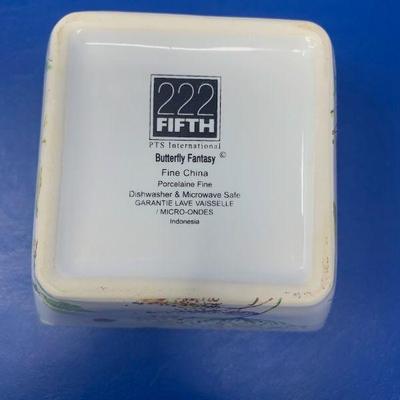 222
FIFTH
PTS International
Butterfly Fantasy ©
Fine China
Porcelaine Fine
Dishwasher & Microwave Safe
GARANTIE LAVE VAISSELLE
/ MICRO-ONDES
Indonesia